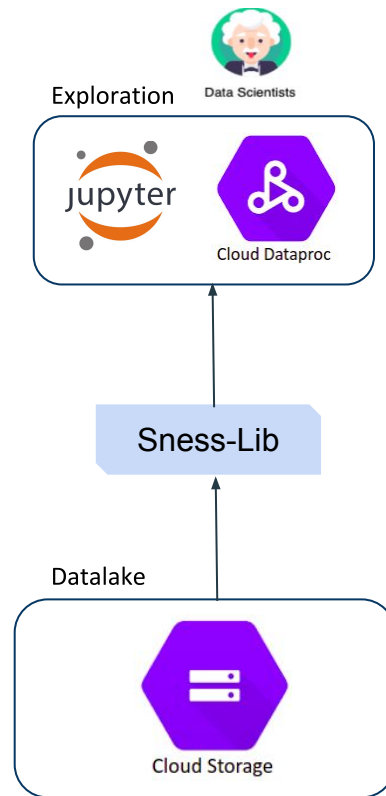 Data Scientists
Exploration
jupyter
Cloud Dataproc
Sness-Lib
Datalake
Cloud Storage